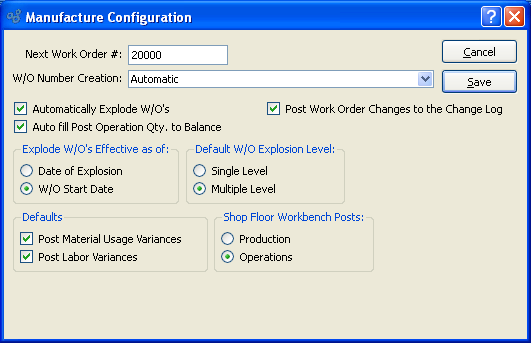 Manufacture Configuration
Next Work Order #: 20000
Cancel
W/O Number Creation: Automatic
Save
Automatically Explode W/O's
Post Work Order Changes to the Change Log
Auto fill Post Operation Qty. to Balance
Explode W/O's Effective as of:
Default W/O Explosion Level:
Date of Explosion
Single Level
W/O Start Date
Multiple Level
Defaults
Shop Floor Workbench Posts:
Post Material Usage Variances
Production
Post Labor Variances
Operations